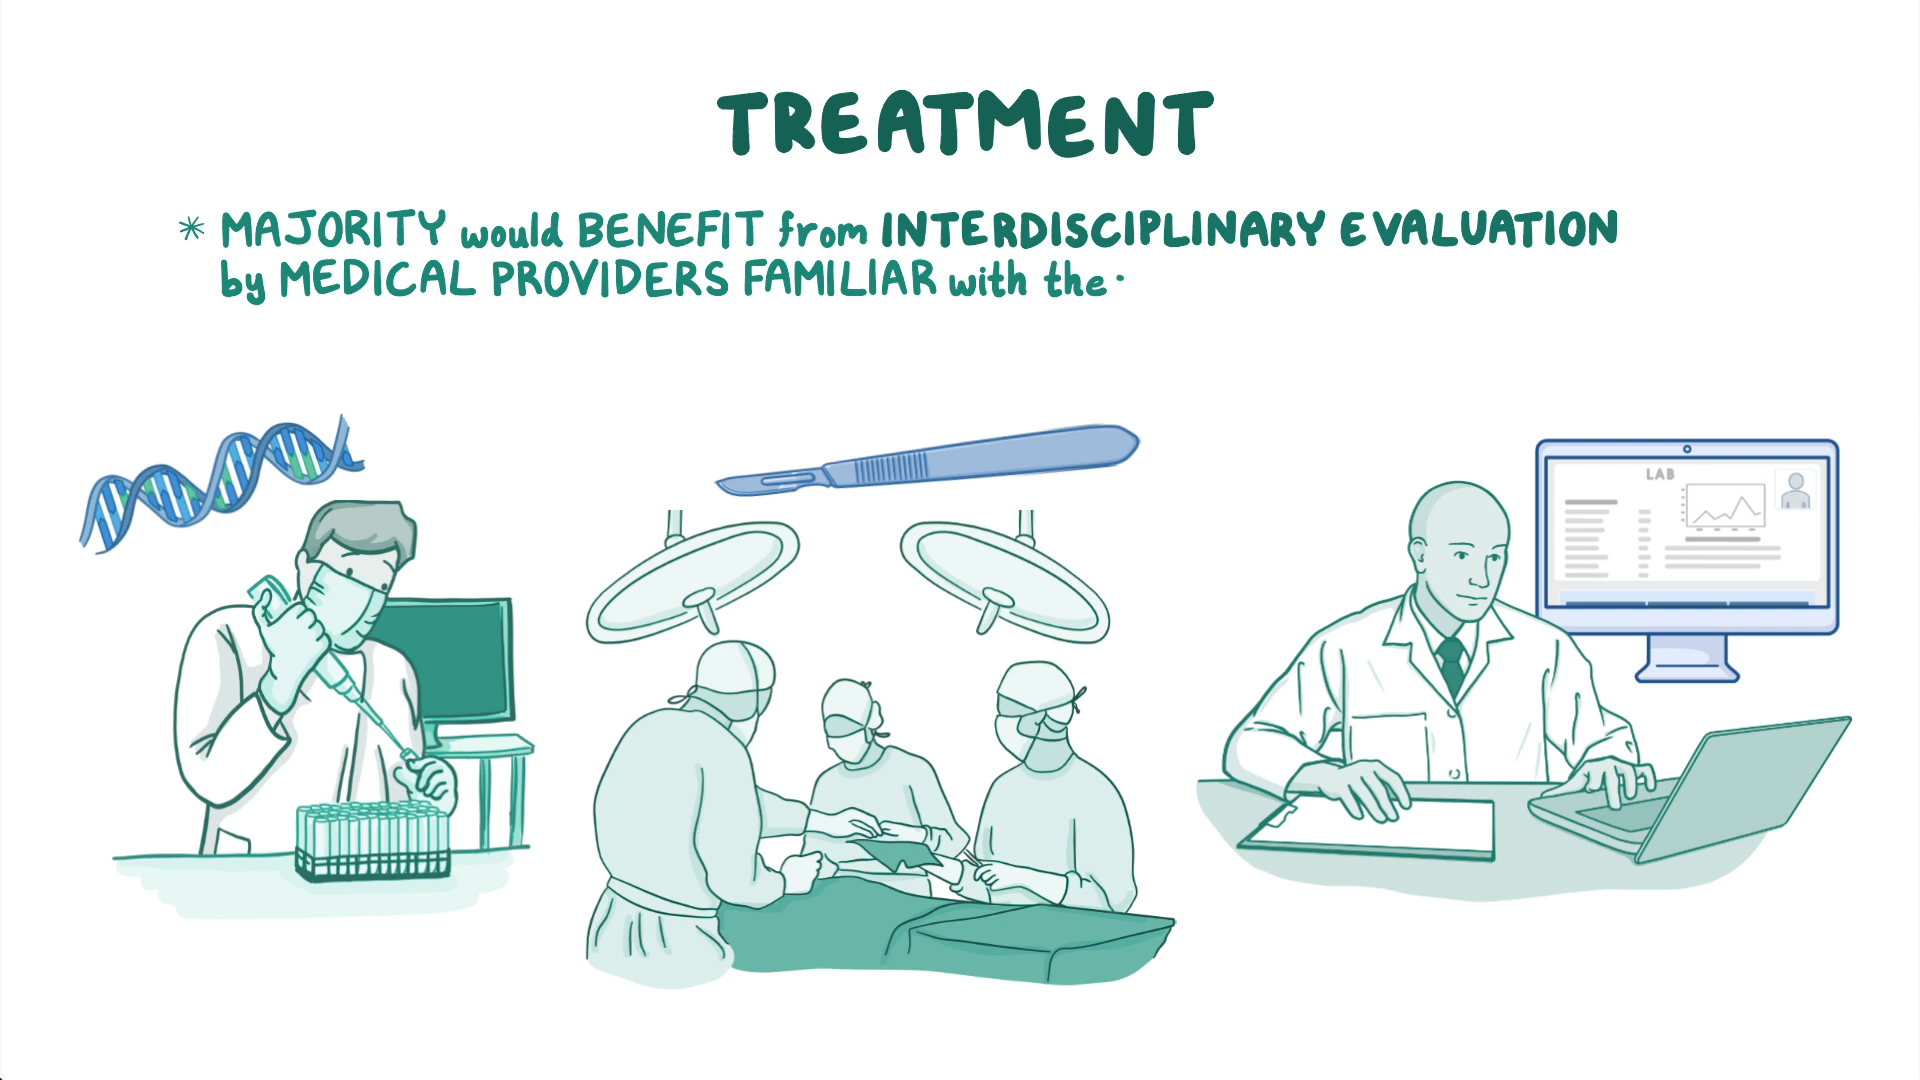 TREATMENT
* MAJORITY would BENEFIT from INTERDISCIPLINARY EVALUATION
by MEDICAL PROVIDERS FAMILIAR with the
LAB